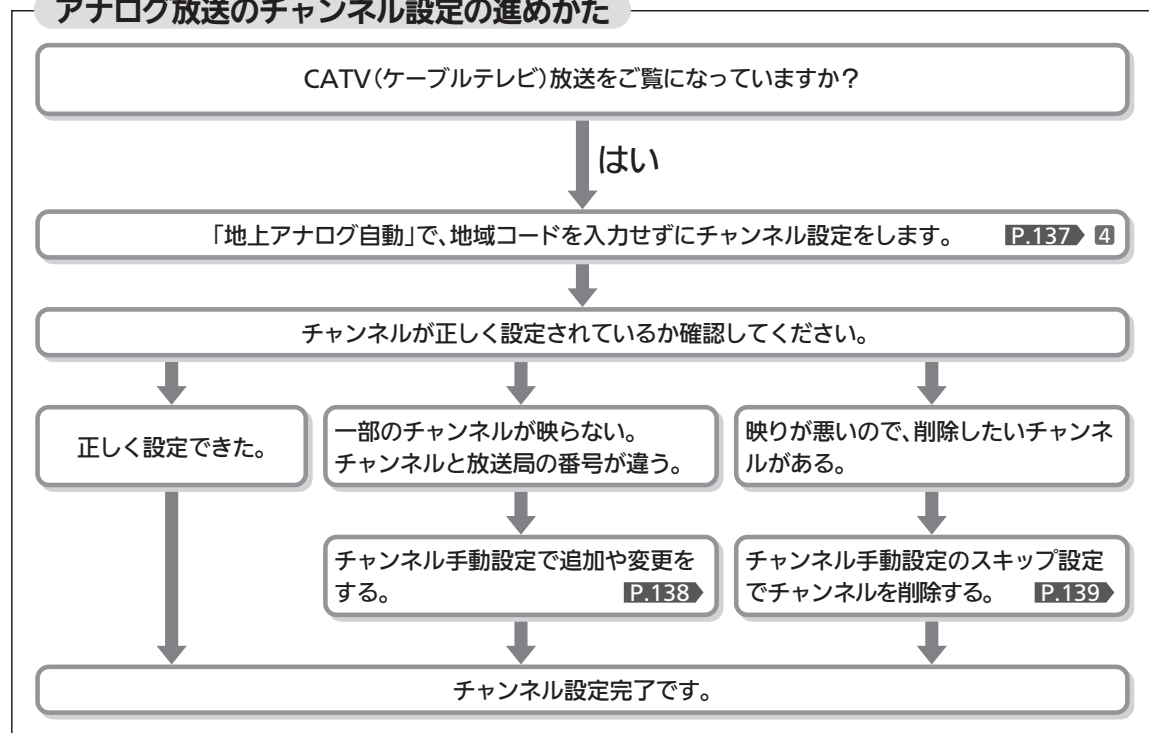 アナログ放送のチャンネル設定の進めかた
CATV（ケーブルテレビ）放送をご覧になっていますか？
はい
「地上アナログ自動」で、地域コードを入力せずにチャンネル設定をします。 P.137 4
チャンネルが正しく設定されているか確認してください。
正しく設定できた。
一部のチャンネルが映らない。
チャンネルと放送局の番号が違う。
映りが悪いので、削除したいチャンネ
ルがある。
チャンネル手動設定で追加や変更を
する。 P.138
チャンネル手動設定のスキップ設定
でチャンネルを削除する。 P.139
チャンネル設定完了です。